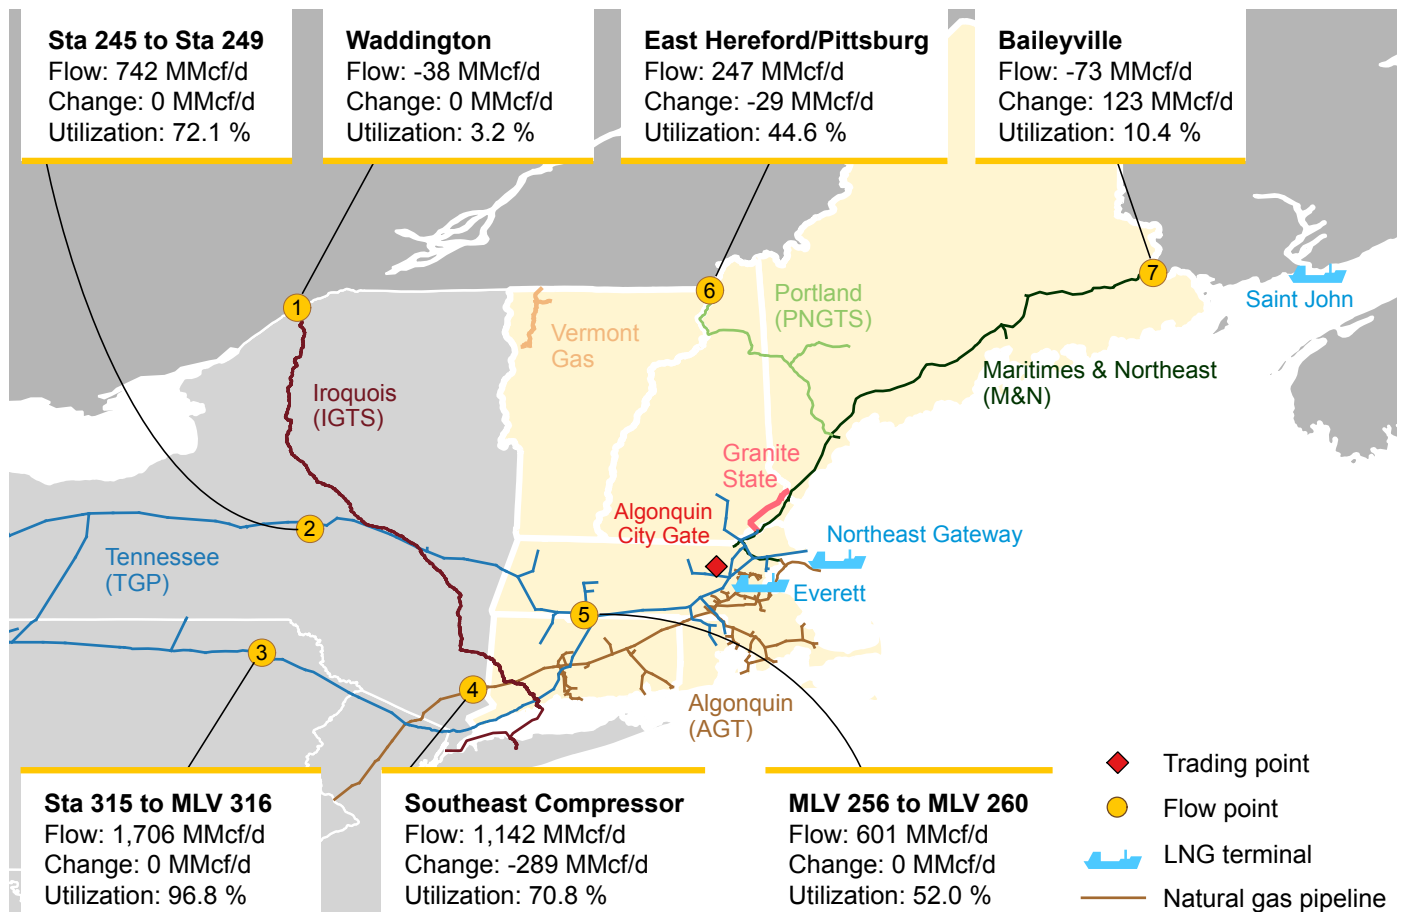 Sta 245 to Sta 249
Flow: 742 MMcf/d
Change: 0 MMcf/d
Utilization: 72.1 %
Waddington
Flow: -38 MMcf/d
Change: 0 MMcf/d
Utilization: 3.2 %
East Hereford/Pittsburg
Flow: 247 MMcf/d
Change: -29 MMcf/d
Utilization: 44.6 %
Baileyville
Flow: -73 MMcf/d
Change: 123 MMcf/d
Utilization: 10.4 %
7
Saint John
6
1
Portland
(PNGTS)
Vermont
Gas
Maritimes & Northeast
(M&N)
Iroquois
(IGTS)
Granite
State
Algonquin
City Gate
2
Northeast Gateway
Tennessee
(TGP)
Everett
5
3
4
Algonquin
(AGT)
Sta 315 to MLV 316
Flow: 1,706 MMcf/d
Change: 0 MMcf/d
Utilization: 96.8 %
Southeast Compressor
Flow: 1,142 MMcf/d
Change: -289 MMcf/d
Utilization: 70.8 %
MLV 256 to MLV 260
Flow: 601 MMcf/d
Change: 0 MMcf/d
Utilization: 52.0 %
Trading point
Flow point
LNG terminal
Natural gas pipeline